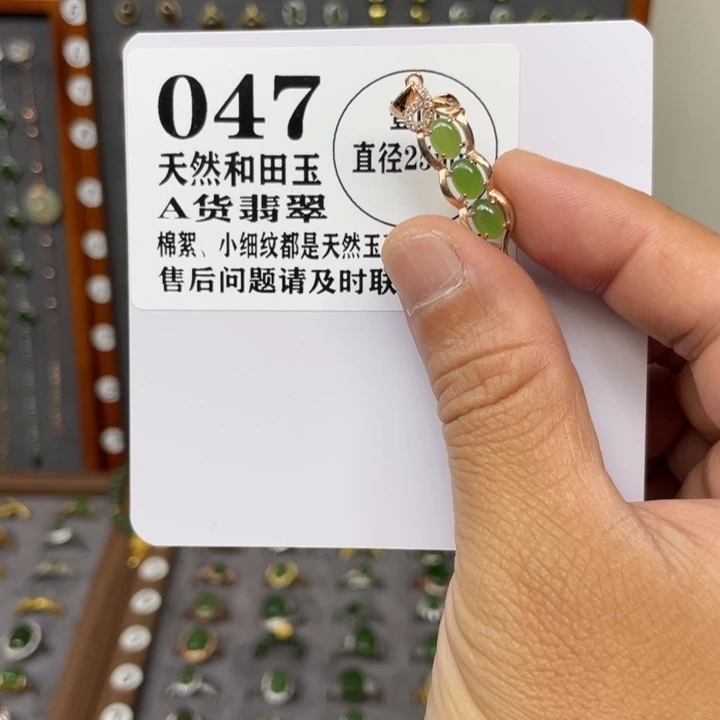 047
天然和田玉
A货翡翠
棉絮、小细纹都是天然玉
售后问题请及时联
直径25